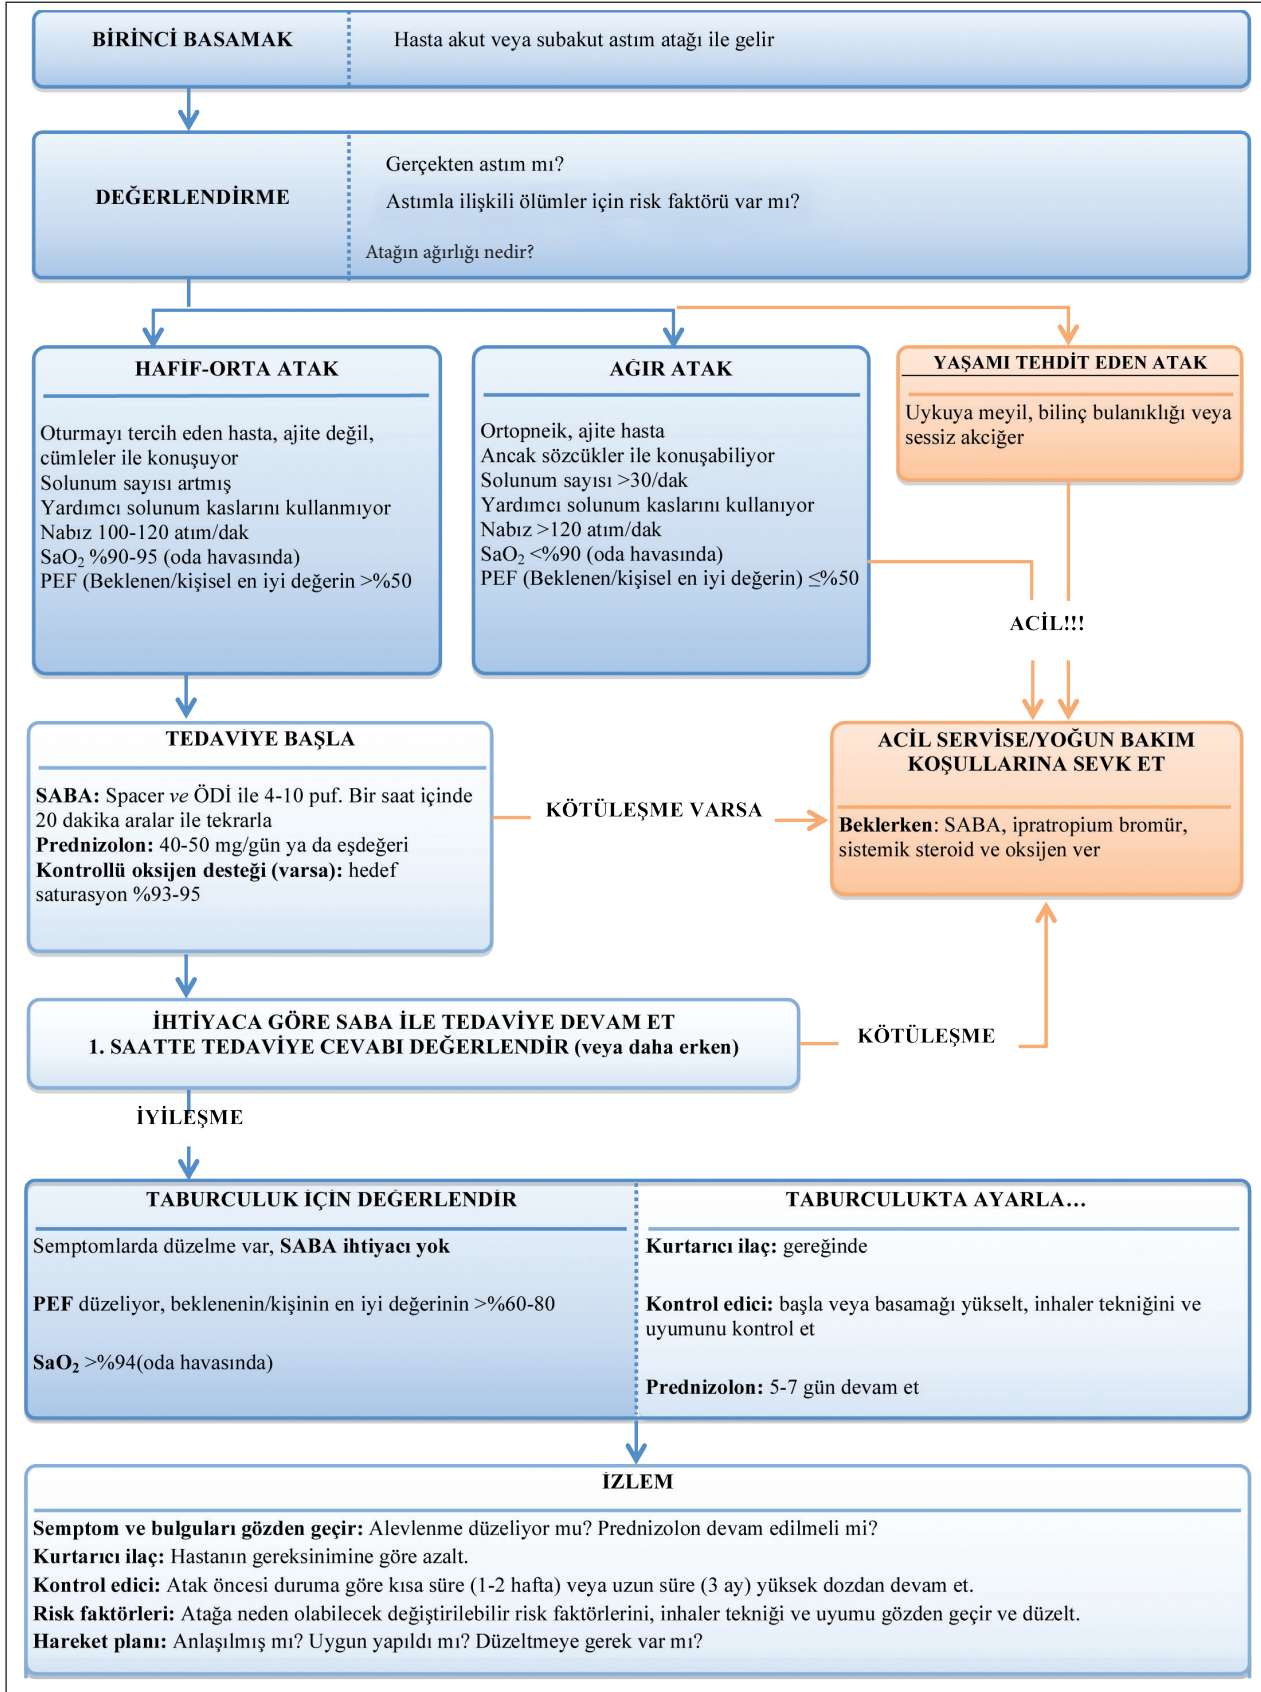 BİRİNCİ BASAMAK
Hasta akut veya subakut astım atağı ile gelir
DEĞERLENDİRME
Gerçekten astım mı?
Astımla ilişkili ölümler için risk faktörü var mı?
Atağın ağırlığı nedir?
HAFİF-ORTA ATAK
Oturmayı tercih eden hasta, ajite değil,
cümleler ile konuşuyor
Solunum sayısı artmış
Yardımcı solunum kaslarını kullanmıyor
Nabız 100-120 atım/dak
SaO₂ %90-95 (oda havasında)
PEF (Beklenen/kişisel en iyi değerin >%50
AĞIR ATAK
Ortopneik, ajite hasta
Ancak sözcükler ile konuşabiliyor
Solunum sayısı >30/dak
Yardımcı solunum kaslarını kullanıyor
Nabız >120 atım/dak
SaO₂ <%90 (oda havasında)
PEF (Beklenen/kişisel en iyi değerin) ≤%50
YAŞAMI TEHDİT EDEN ATAK
Uykuya meyil, bilinç bulanıklığı veya
sessiz akciğer
ACİL!!!
TEDAVİYE BAŞLA
SABA: Spacer ve ÖDİ ile 4-10 puf. Bir saat içinde
20 dakika aralar ile tekrarla
Prednizolon: 40-50 mg/gün ya da eşdeğeri
Kontrollü oksijen desteği (varsa): hedef
saturasyon %93-95
KÖTÜLEŞME VARSA
ACİL SERVİSE/YOĞUN BAKIM
KOŞULLARINA SEVK ET
Beklerken: SABA, ipratropium bromür,
sistemik steroid ve oksijen ver
İHTİYACA GÖRE SABA İLE TEDAVİYE DEVAM ET
1. SAATTE TEDAVİYE CEVABI DEĞERLENDİR (veya daha erken)
KÖTÜLEŞME
İYİLEŞME
TABURCULUK İÇİN DEĞERLENDİR
Semptomlarda düzelme var, SABA ihtiyacı yok
PEF düzeliyor, beklenenin/kişinin en iyi değerinin >%60-80
SaO₂ >%94(oda havasında)
TABURCULUKTA AYARLA…
Kurtarıcı ilaç: gereğinde
Kontrol edici: başla veya basamağı yükselt, inhaler tekniğini ve
uyumunu kontrol et
Prednizolon: 5-7 gün devam et
İZLEM
Semptom ve bulguları gözden geçir: Alevlenme düzeliyor mu? Prednizolon devam edilmeli mi?
Kurtarıcı ilaç: Hastanın gereksinimine göre azalt.
Kontrol edici: Atak öncesi duruma göre kısa süre (1-2 hafta) veya uzun süre (3 ay) yüksek dozdan devam et.
Risk faktörleri: Atağa neden olabilecek değiştirilebilir risk faktörlerini, inhaler tekniği ve uyumu gözden geçir ve düzelt.
Hareket planı: Anlaşılmış mı? Uygun yapıldı mı? Düzeltmeye gerek var mı?